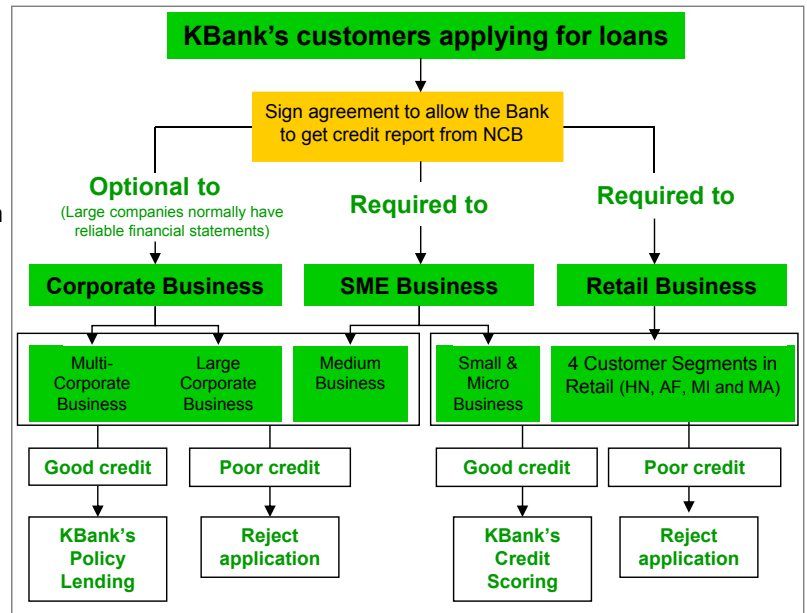 KBank's customers applying for loans
Sign agreement to allow the Bank
to get credit report from NCB
Optional to
(Large companies normally have
reliable financial statements)
Required to
Required to
Corporate Business
SME Business
Retail Business
Multi-
Corporate
Business
Large
Corporate
Business
Medium
Business
Small &
Micro
Business
4 Customer Segments in
Retail (HN, AF, MI and MA)
Good credit
Poor credit
Good credit
Poor credit
KBank's
Policy
Lending
Reject
application
KBank's
Credit
Scoring
Reject
application